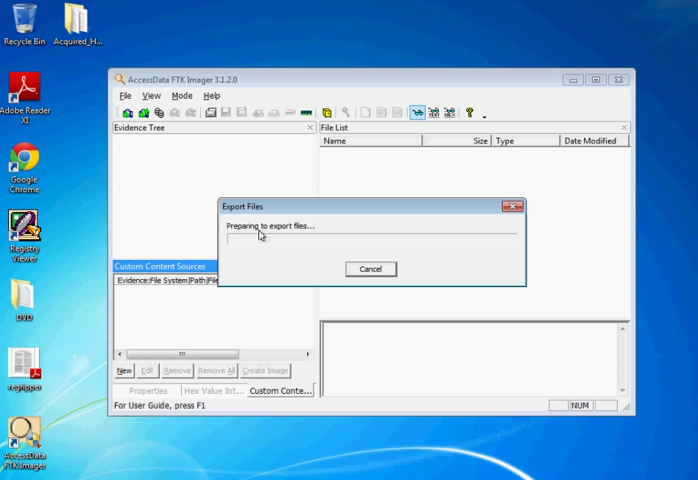 Recycle Bin
Acquired_H...
Adobe Reader
XI
Google
Chrome
Registry
Viewer
DVD
regripper
AccessData
FTK Imager
AccessData FTK Imager 3.1.2.0
File View Mode Help
Evidence Tree
File List
Name Size Type Date Modified
Export Files
Preparing to export files...
Cancel
Custom Content Sources
Evidence:File System|Path|File
New Edit Remove Remove All Create Image
Properties Hex Value Int... Custom Conte...
For User Guide, press F1
NUM